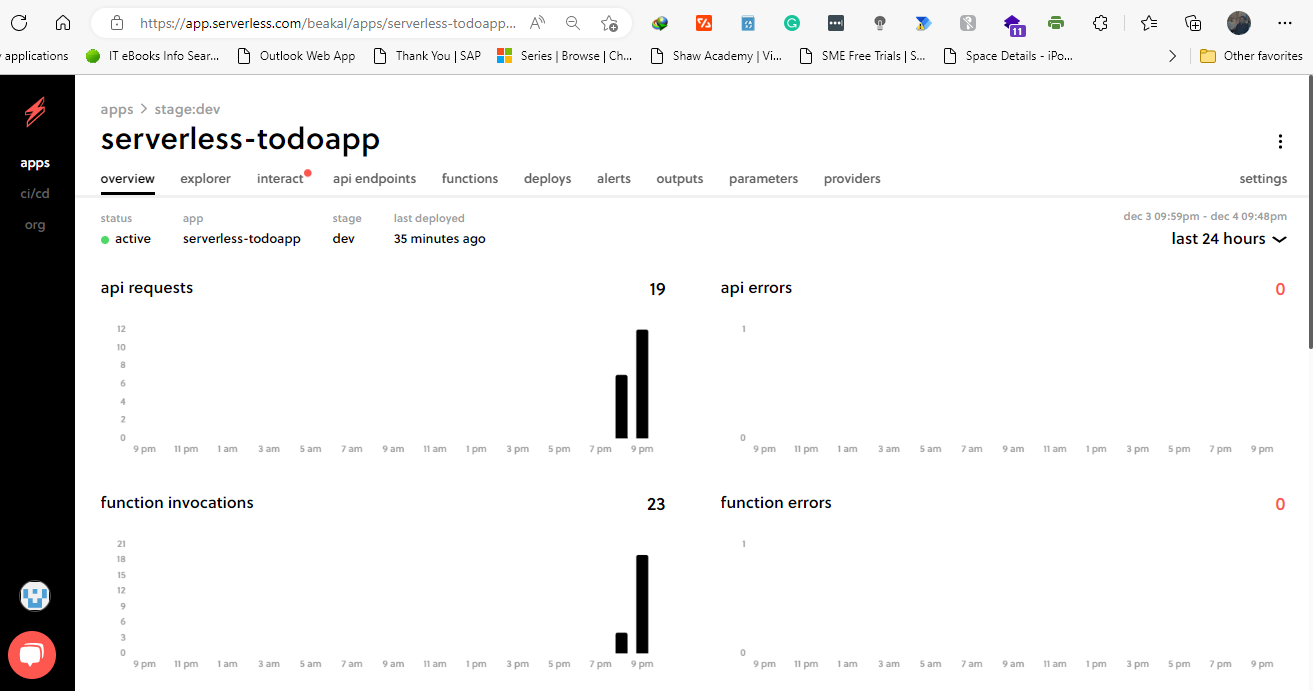 https://app.serverless.com/beakal/apps/serverless-todoapp...
11
applications IT eBooks Info Sear... Outlook Web App Thank You | SAP Series | Browse | Ch... Shaw Academy | Vi... SME Free Trials | S... Space Details - iPo... Other favorites
apps
ci/cd
org
apps > stage:dev
serverless-todoapp
overview explorer interact api endpoints functions deploys alerts outputs parameters providers settings
status app stage last deployed
active serverless-todoapp dev 35 minutes ago
dec 3 09:59pm - dec 4 09:48pm
last 24 hours
api requests 19
12
10
8
6
4
2
0
9 pm 11 pm 1 am 3 am 5 am 7 am 9 am 11 am 1 pm 3 pm 5 pm 7 pm 9 pm
api errors 0
1
0
9 pm 11 pm 1 am 3 am 5 am 7 am 9 am 11 am 1 pm 3 pm 5 pm 7 pm 9 pm
function invocations 23
21
18
15
12
9
6
3
0
9 pm 11 pm 1 am 3 am 5 am 7 am 9 am 11 am 1 pm 3 pm 5 pm 7 pm 9 pm
function errors 0
1
0
9 pm 11 pm 1 am 3 am 5 am 7 am 9 am 11 am 1 pm 3 pm 5 pm 7 pm 9 pm